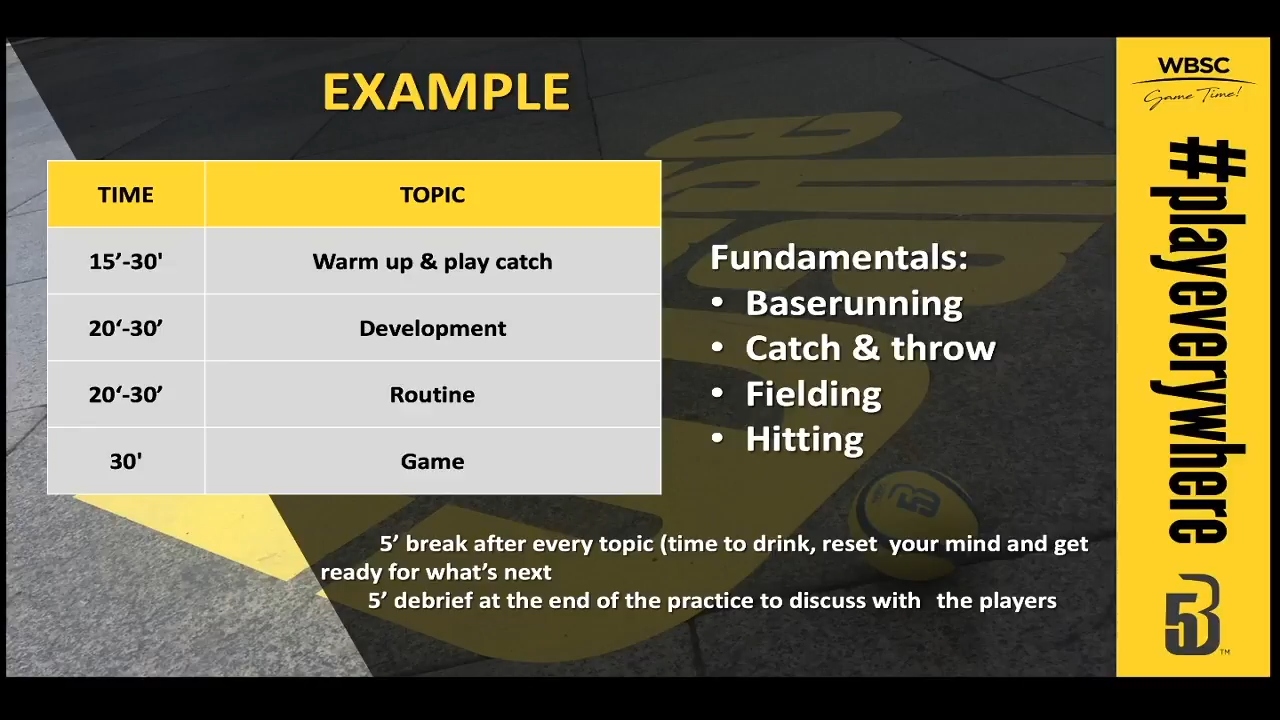 EXAMPLE
TIME TOPIC
15’-30' Warm up & play catch
20‘-30’ Development
20‘-30’ Routine
30' Game
Fundamentals:
• Baserunning
• Catch & throw
• Fielding
• Hitting
5’ break after every topic (time to drink, reset your mind and get
ready for what’s next
5’ debrief at the end of the practice to discuss with the players
WBSC
Game Time!
#playeverywhere
B5
TM